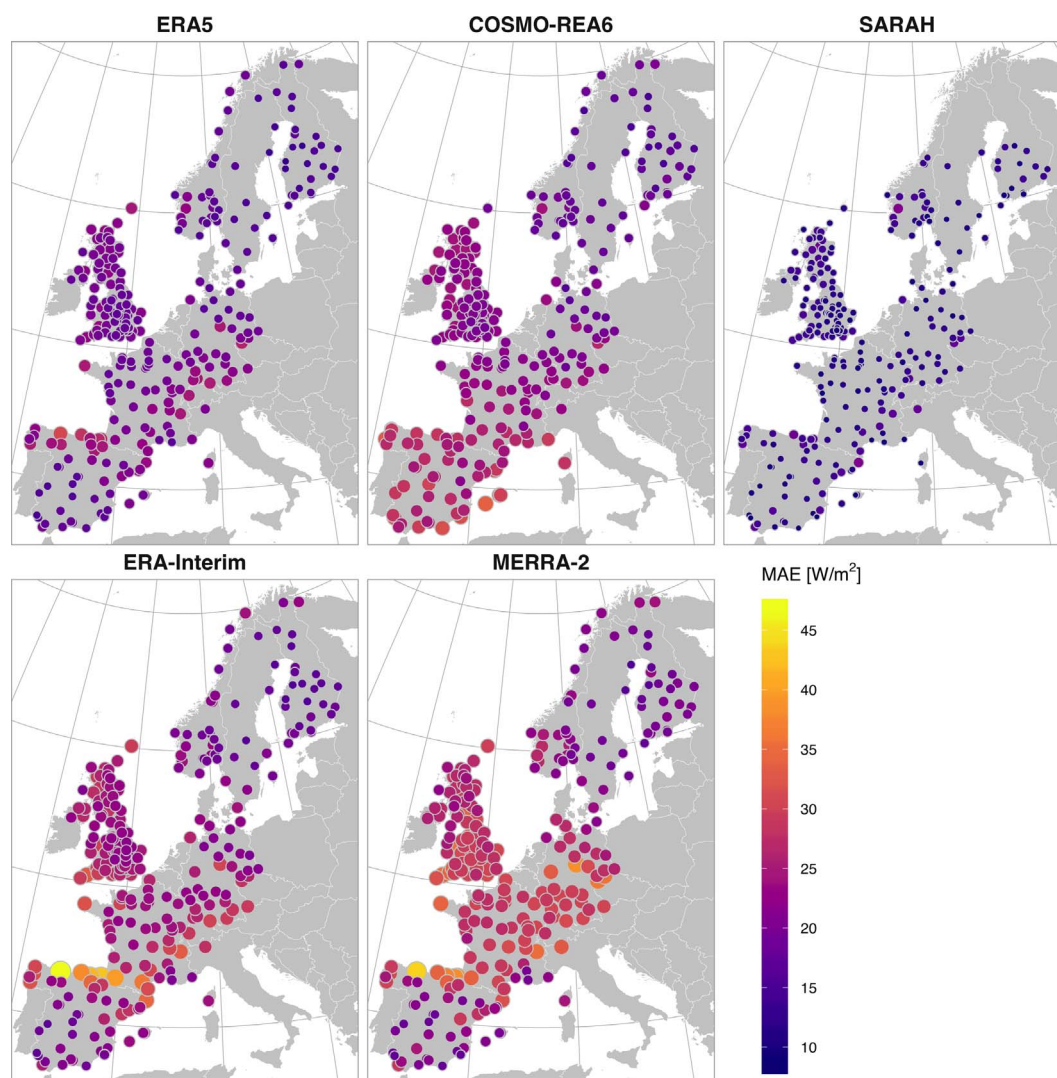 ERA5
COSMO-REA6
SARAH
ERA-Interim
MERRA-2
MAE [W/m²]
45
40
35
30
25
20
15
10